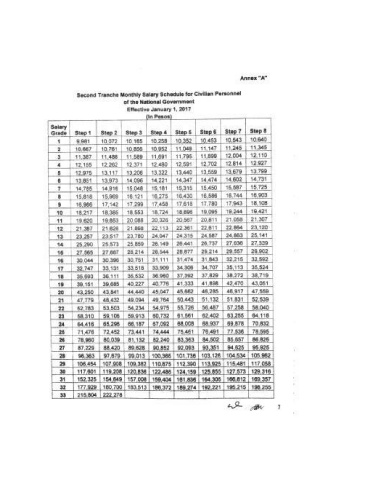 Annex "A"
Second Tranche Monthly Salary Schedule for Civilian Personnel
of the National Government
Effective January 1, 2017
(In Pesos)
Salary Grade Step 1 Step 2 Step 3 Step 4 Step 5 Step 6 Step 7 Step 8
1 9,981 10,072 10,165 10,258 10,352 10,453 10,543 10,640
2 10,667 10,761 10,856 10,952 11,049 11,147 11,245 11,345
3 11,387 11,488 11,589 11,691 11,795 11,899 12,004 12,110
4 12,155 12,262 12,371 12,480 12,591 12,702 12,814 12,927
5 12,975 13,117 13,206 13,322 13,440 13,559 13,679 13,799
6 13,851 13,973 14,096 14,221 14,347 14,474 14,602 14,731
7 14,785 14,916 15,048 15,181 15,315 15,450 15,587 15,725
8 15,818 15,969 16,121 16,275 16,430 16,586 16,744 16,903
9 16,986 17,142 17,299 17,458 17,618 17,780 17,943 18,108
10 18,217 18,385 18,553 18,724 18,896 19,095 19,244 19,421
11 19,620 19,853 20,088 20,326 20,567 20,811 21,058 21,307
12 21,387 21,626 21,868 22,113 22,361 22,611 22,864 23,120
13 23,257 23,517 23,780 24,047 24,315 24,587 24,863 25,141
14 25,290 25,573 25,859 26,149 26,441 26,737 27,036 27,339
15 27,565 27,887 28,214 28,544 28,877 29,214 29,557 29,902
16 30,044 30,396 30,751 31,111 31,474 31,843 32,215 32,592
17 32,747 33,131 33,518 33,909 34,306 34,707 35,113 35,524
18 35,693 36,111 36,532 36,960 37,392 37,829 38,272 38,719
19 39,151 39,685 40,227 40,776 41,333 41,898 42,470 43,051
20 43,250 43,841 44,440 45,047 45,662 46,285 46,917 47,559
21 47,779 48,432 49,094 49,764 50,443 51,132 51,831 52,539
22 52,783 53,503 54,234 54,975 55,726 56,487 57,258 58,040
23 58,310 59,106 59,913 60,732 61,561 62,402 63,255 64,118
24 64,416 65,296 66,187 67,092 68,008 68,937 69,878 70,832
25 71,476 72,452 73,441 74,444 75,461 76,491 77,536 78,595
26 78,960 80,039 81,132 82,240 83,363 84,502 85,657 86,826
27 87,229 88,420 89,628 90,852 92,093 93,351 94,625 95,925
28 96,363 97,679 99,013 100,366 101,736 103,126 104,534 105,962
29 106,454 107,908 109,382 110,875 112,390 113,925 115,481 117,058
30 117,601 119,208 120,836 122,486 124,159 125,855 127,573 129,316
31 152,325 154,649 157,008 159,404 161,836 164,305 166,812 169,357
32 177,929 180,700 183,513 186,372 189,274 192,221 195,215 198,255
33 215,804 222,278
1